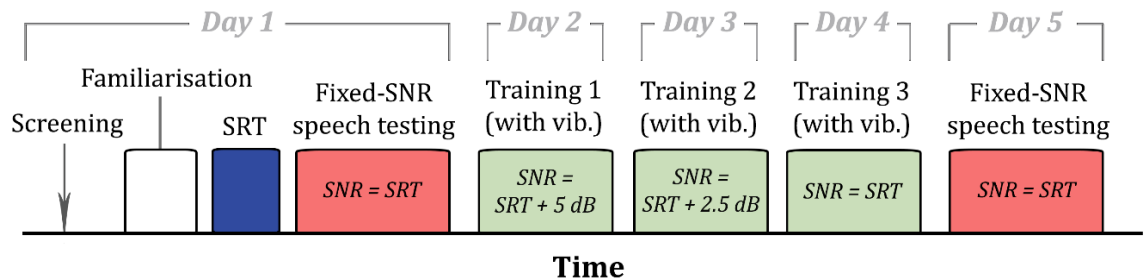 Day 1
Day 2
Day 3
Day 4
Day 5
Screening
Familiarisation
SRT
Fixed-SNR
speech testing
SNR = SRT
Training 1
(with vib.)
SNR =
SRT + 5 dB
Training 2
(with vib.)
SNR =
SRT + 2.5 dB
Training 3
(with vib.)
SNR = SRT
Fixed-SNR
speech testing
SNR = SRT
Time